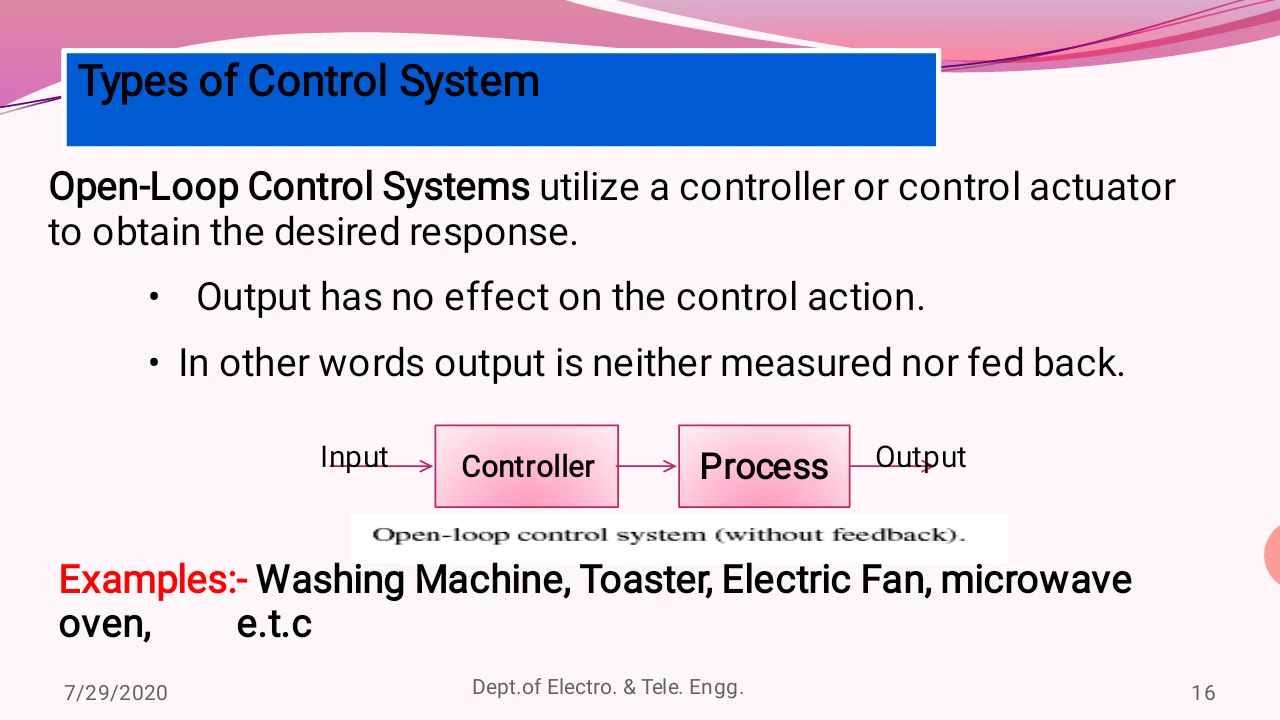 Types of Control System
Open-Loop Control Systems utilize a controller or control actuator
to obtain the desired response.
• Output has no effect on the control action.
• In other words output is neither measured nor fed back.
Input Controller Process Output
Open-loop control system (without feedback).
Examples:- Washing Machine, Toaster, Electric Fan, microwave
oven, e.t.c
7/29/2020 Dept.of Electro. & Tele. Engg. 16